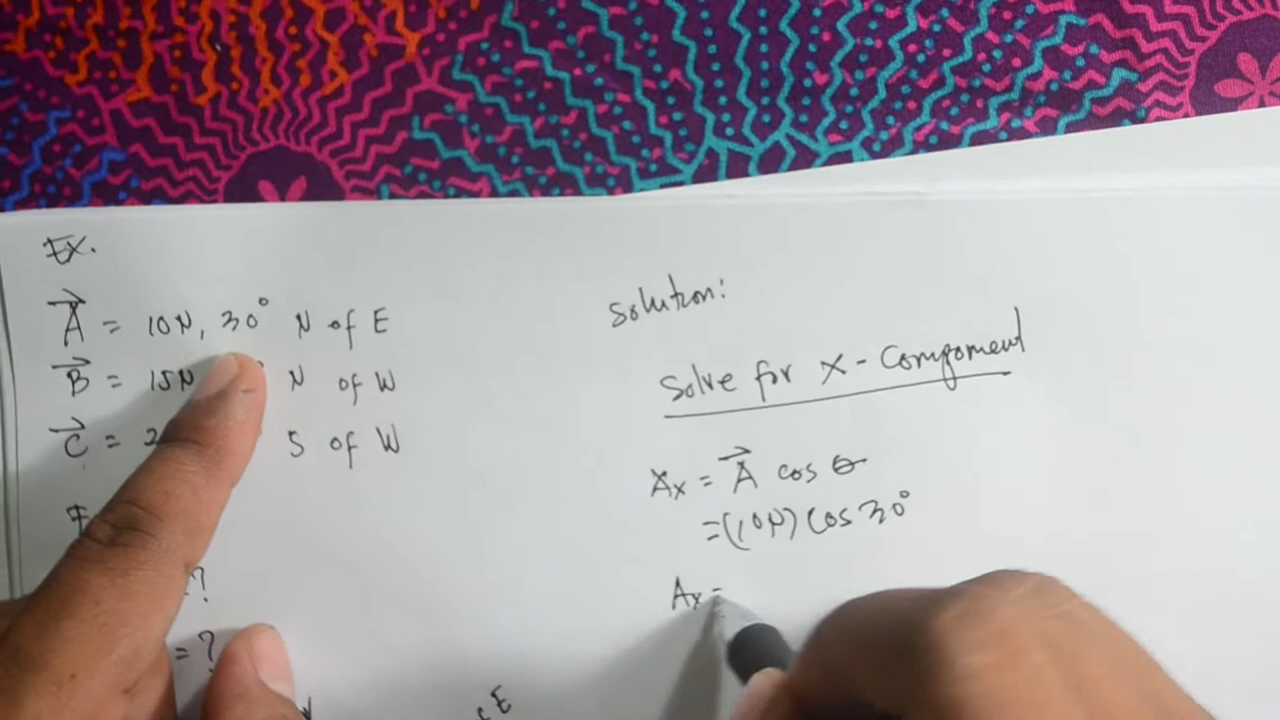 Ex.
A = 10N, 30° N of E
B = 15N N of W
C = 2 S of W
?
= ?
E
solution:
Solve for X-Component
Ax = A cos θ
=(10N) cos 30°
Ax =